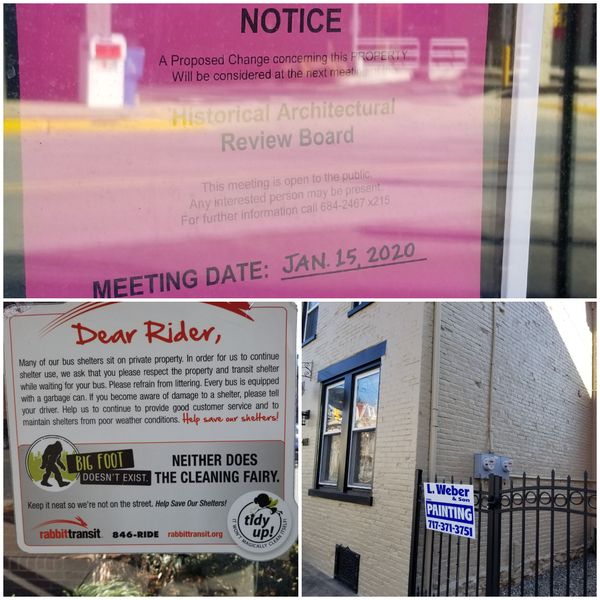 NOTICE
A Proposed Change concerning this PROPERTY
Will be considered at the next meeting
Historical Architectural
Review Board
This meeting is open to the public.
Any interested person may be present.
For further information call 684-2467 x215
MEETING DATE: JAN. 15, 2020
Dear Rider,
Many of our bus shelters sit on private property. In order for us to continue
shelter use, we ask that you please respect the property and transit shelter
while waiting for your bus. Please refrain from littering. Every bus is equipped
with a garbage can. If you become aware of damage to a shelter, please tell
your driver. Help us to continue to provide good customer service and to
maintain shelters from poor weather conditions. Help save our shelters!
BIG FOOT
DOESN'T EXIST.
NEITHER DOES
THE CLEANING FAIRY.
Keep it neat so we're not on the street. Help Save Our Shelters!
tidy
up!
IT WON'T MAGICALLY CLEAN ITSELF!
rabbittransit 846-RIDE rabbittransit.org
L. Weber
& Son
PAINTING
717-371-3751